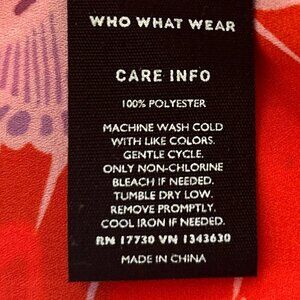 WHO WHAT WEAR
CARE INFO
100% POLYESTER
MACHINE WASH COLD
WITH LIKE COLORS.
GENTLE CYCLE.
ONLY NON-CHLORINE
BLEACH IF NEEDED.
TUMBLE DRY LOW.
REMOVE PROMPTLY.
COOL IRON IF NEEDED.
RN 17730 VN 1343630
MADE IN CHINA